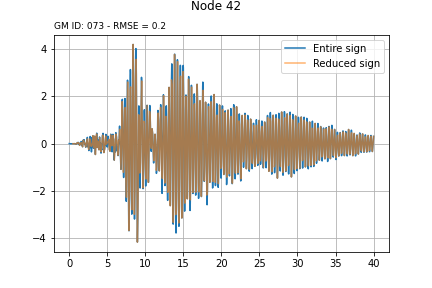 Node 42
GM ID: 073 - RMSE = 0.2
Entire sign
Reduced sign
4
2
0
−2
−4
0 5 10 15 20 25 30 35 40